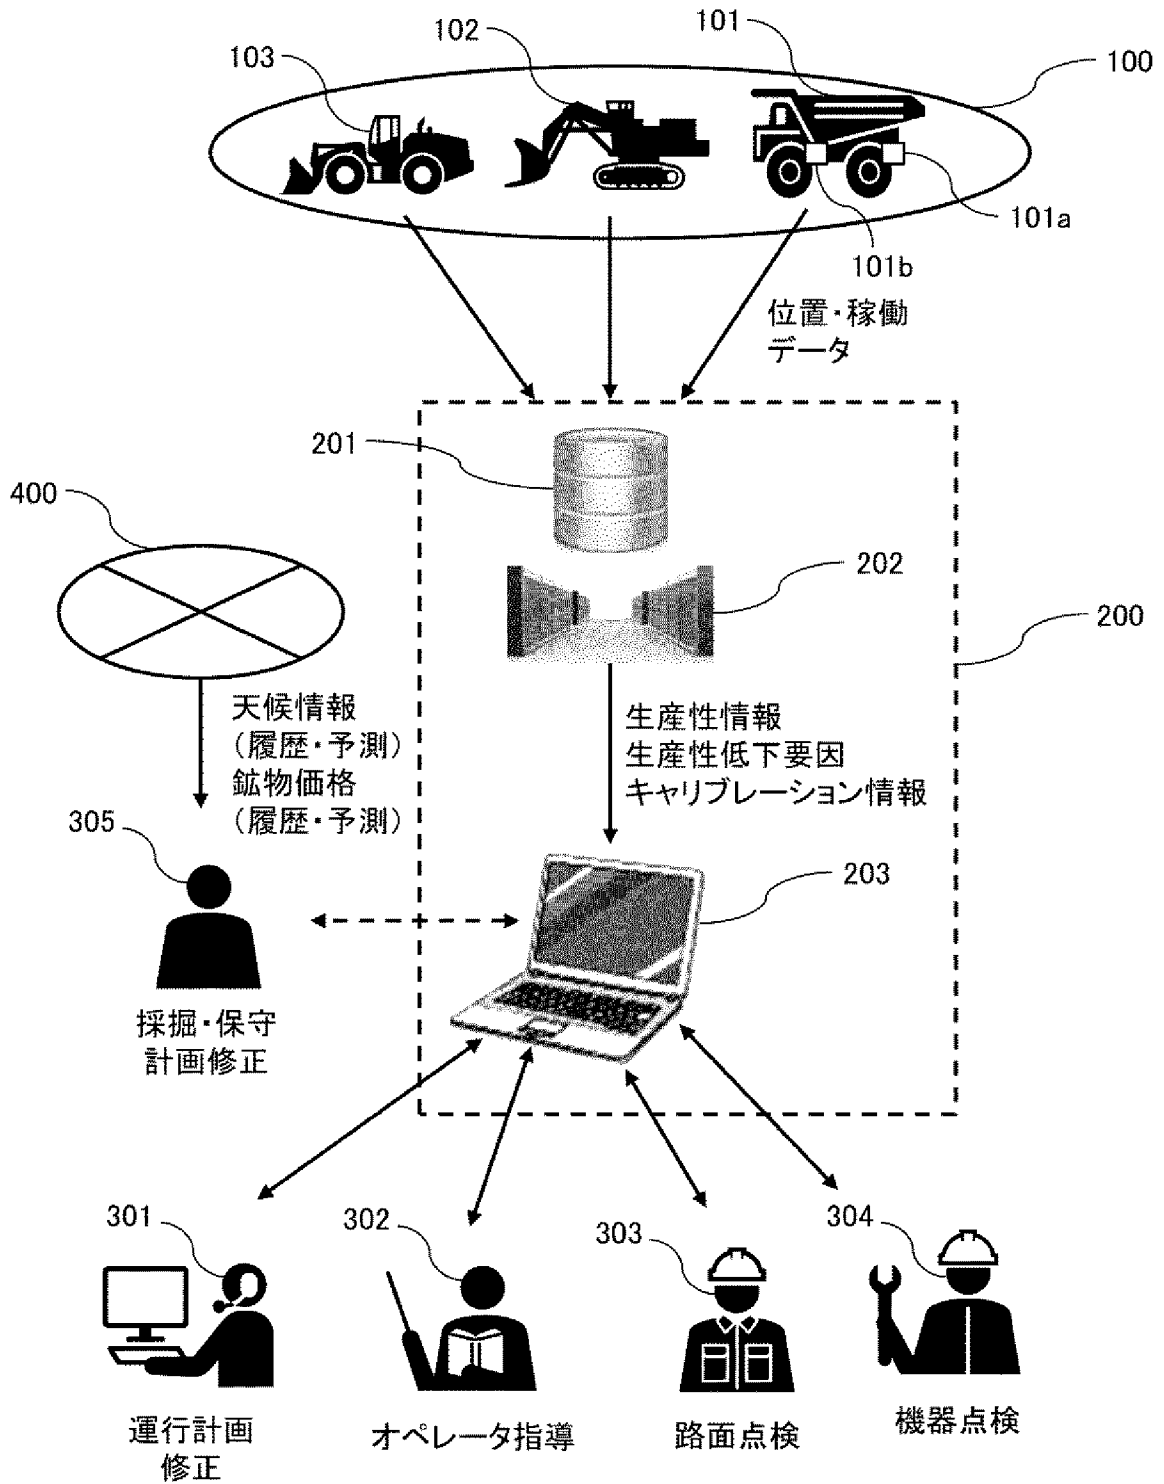 102
101
103
100
101a
101b
位置・稼働
データ
201
400
202
200
天候情報
（履歴・予測）
鉱物価格
（履歴・予測）
生産性情報
生産性低下要因
キャリブレーション情報
305
203
採掘・保守
計画修正
301
302
303
304
運行計画
修正
オペレータ指導
路面点検
機器点検